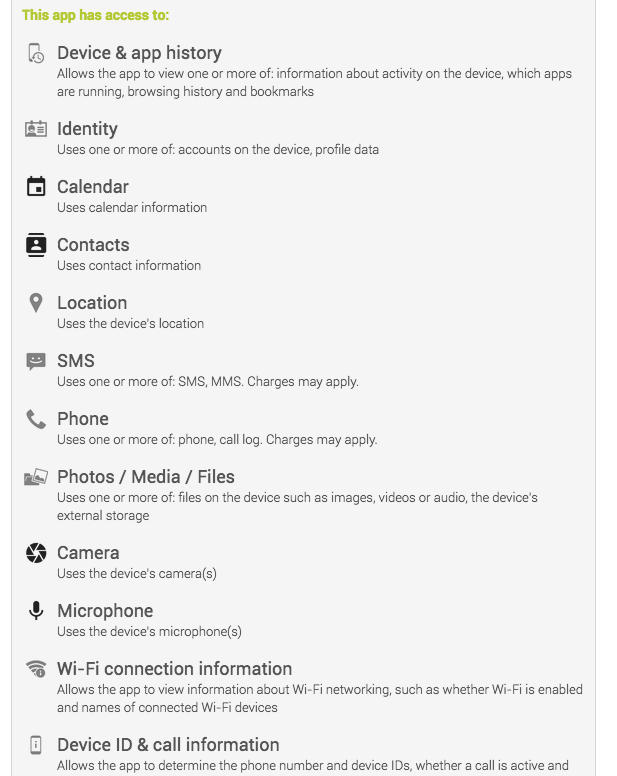 This app has access to:
Device & app history
Allows the app to view one or more of: information about activity on the device, which apps
are running, browsing history and bookmarks
Identity
Uses one or more of: accounts on the device, profile data
Calendar
Uses calendar information
Contacts
Uses contact information
Location
Uses the device's location
SMS
Uses one or more of: SMS, MMS. Charges may apply.
Phone
Uses one or more of: phone, call log. Charges may apply.
Photos / Media / Files
Uses one or more of: files on the device such as images, videos or audio, the device's
external storage
Camera
Uses the device's camera(s)
Microphone
Uses the device's microphone(s)
Wi-Fi connection information
Allows the app to view information about Wi-Fi networking, such as whether Wi-Fi is enabled
and names of connected Wi-Fi devices
Device ID & call information
Allows the app to determine the phone number and device IDs, whether a call is active and